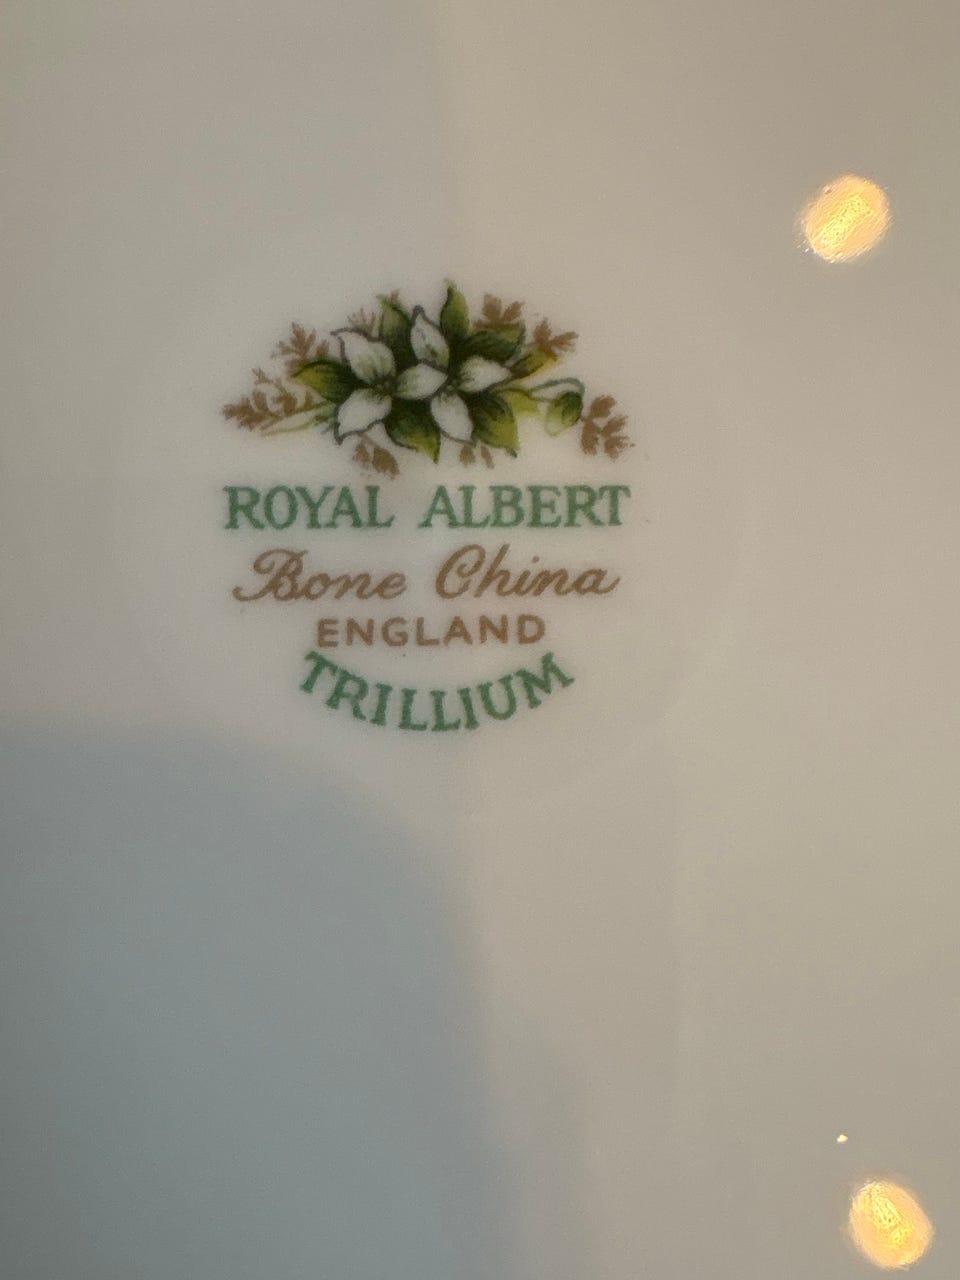 ROYAL ALBERT
Bone China
ENGLAND
TRILLIUM